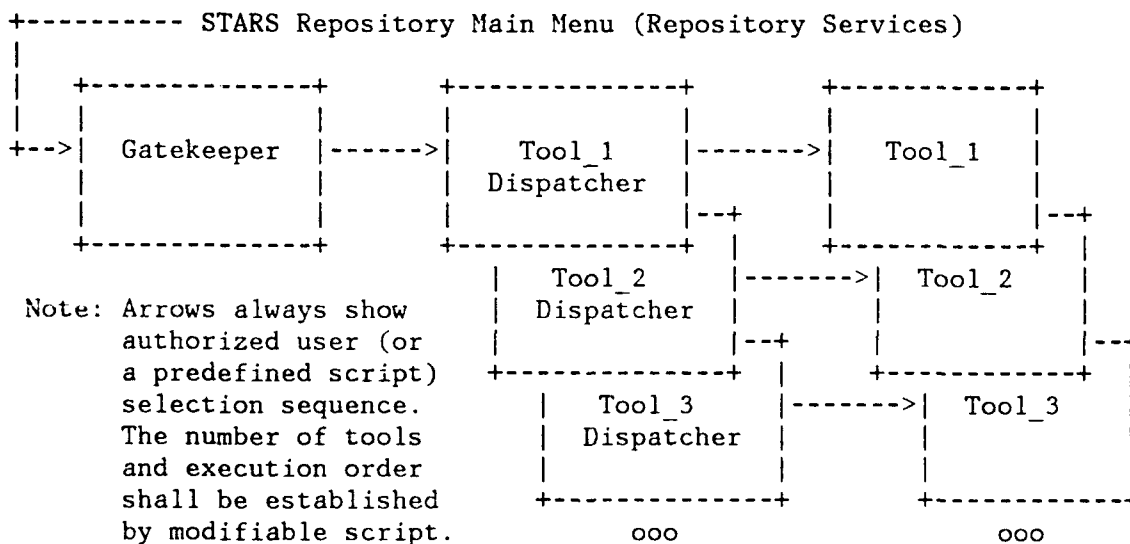 STARS Repository Main Menu (Repository Services)
Gatekeeper
Tool_1
Dispatcher
Tool_1
Tool_2
Dispatcher
Tool_2
Tool_3
Dispatcher
Tool_3
Note: Arrows always show
authorized user (or
a predefined script)
selection sequence.
The number of tools
and execution order
shall be established
by modifiable script.
ooo
ooo